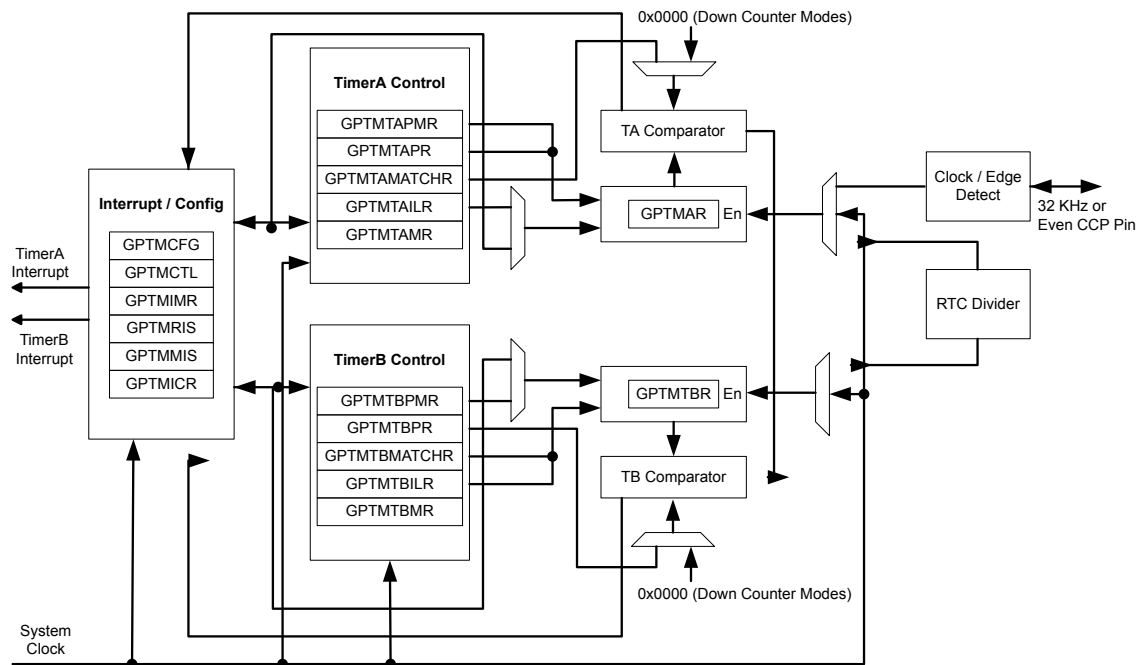 0x0000 (Down Counter Modes)
TimerA Control
GPTMTAPMR
GPTMTAPR
GPTMTAMATCHR
GPTMTAILR
GPTMTAMR
TA Comparator
GPTMAR
En
Clock / Edge
Detect
32 KHz or
Even CCP Pin
Interrupt / Config
GPTMCFG
GPTMCTL
GPTMIMR
GPTMRIS
GPTMMIS
GPTMICR
TimerA
Interrupt
TimerB
Interrupt
RTC Divider
TimerB Control
GPTMTBPMR
GPTMTBPR
GPTMTBMATCHR
GPTMTBILR
GPTMTBMR
GPTMTBR
En
TB Comparator
0x0000 (Down Counter Modes)
System
Clock